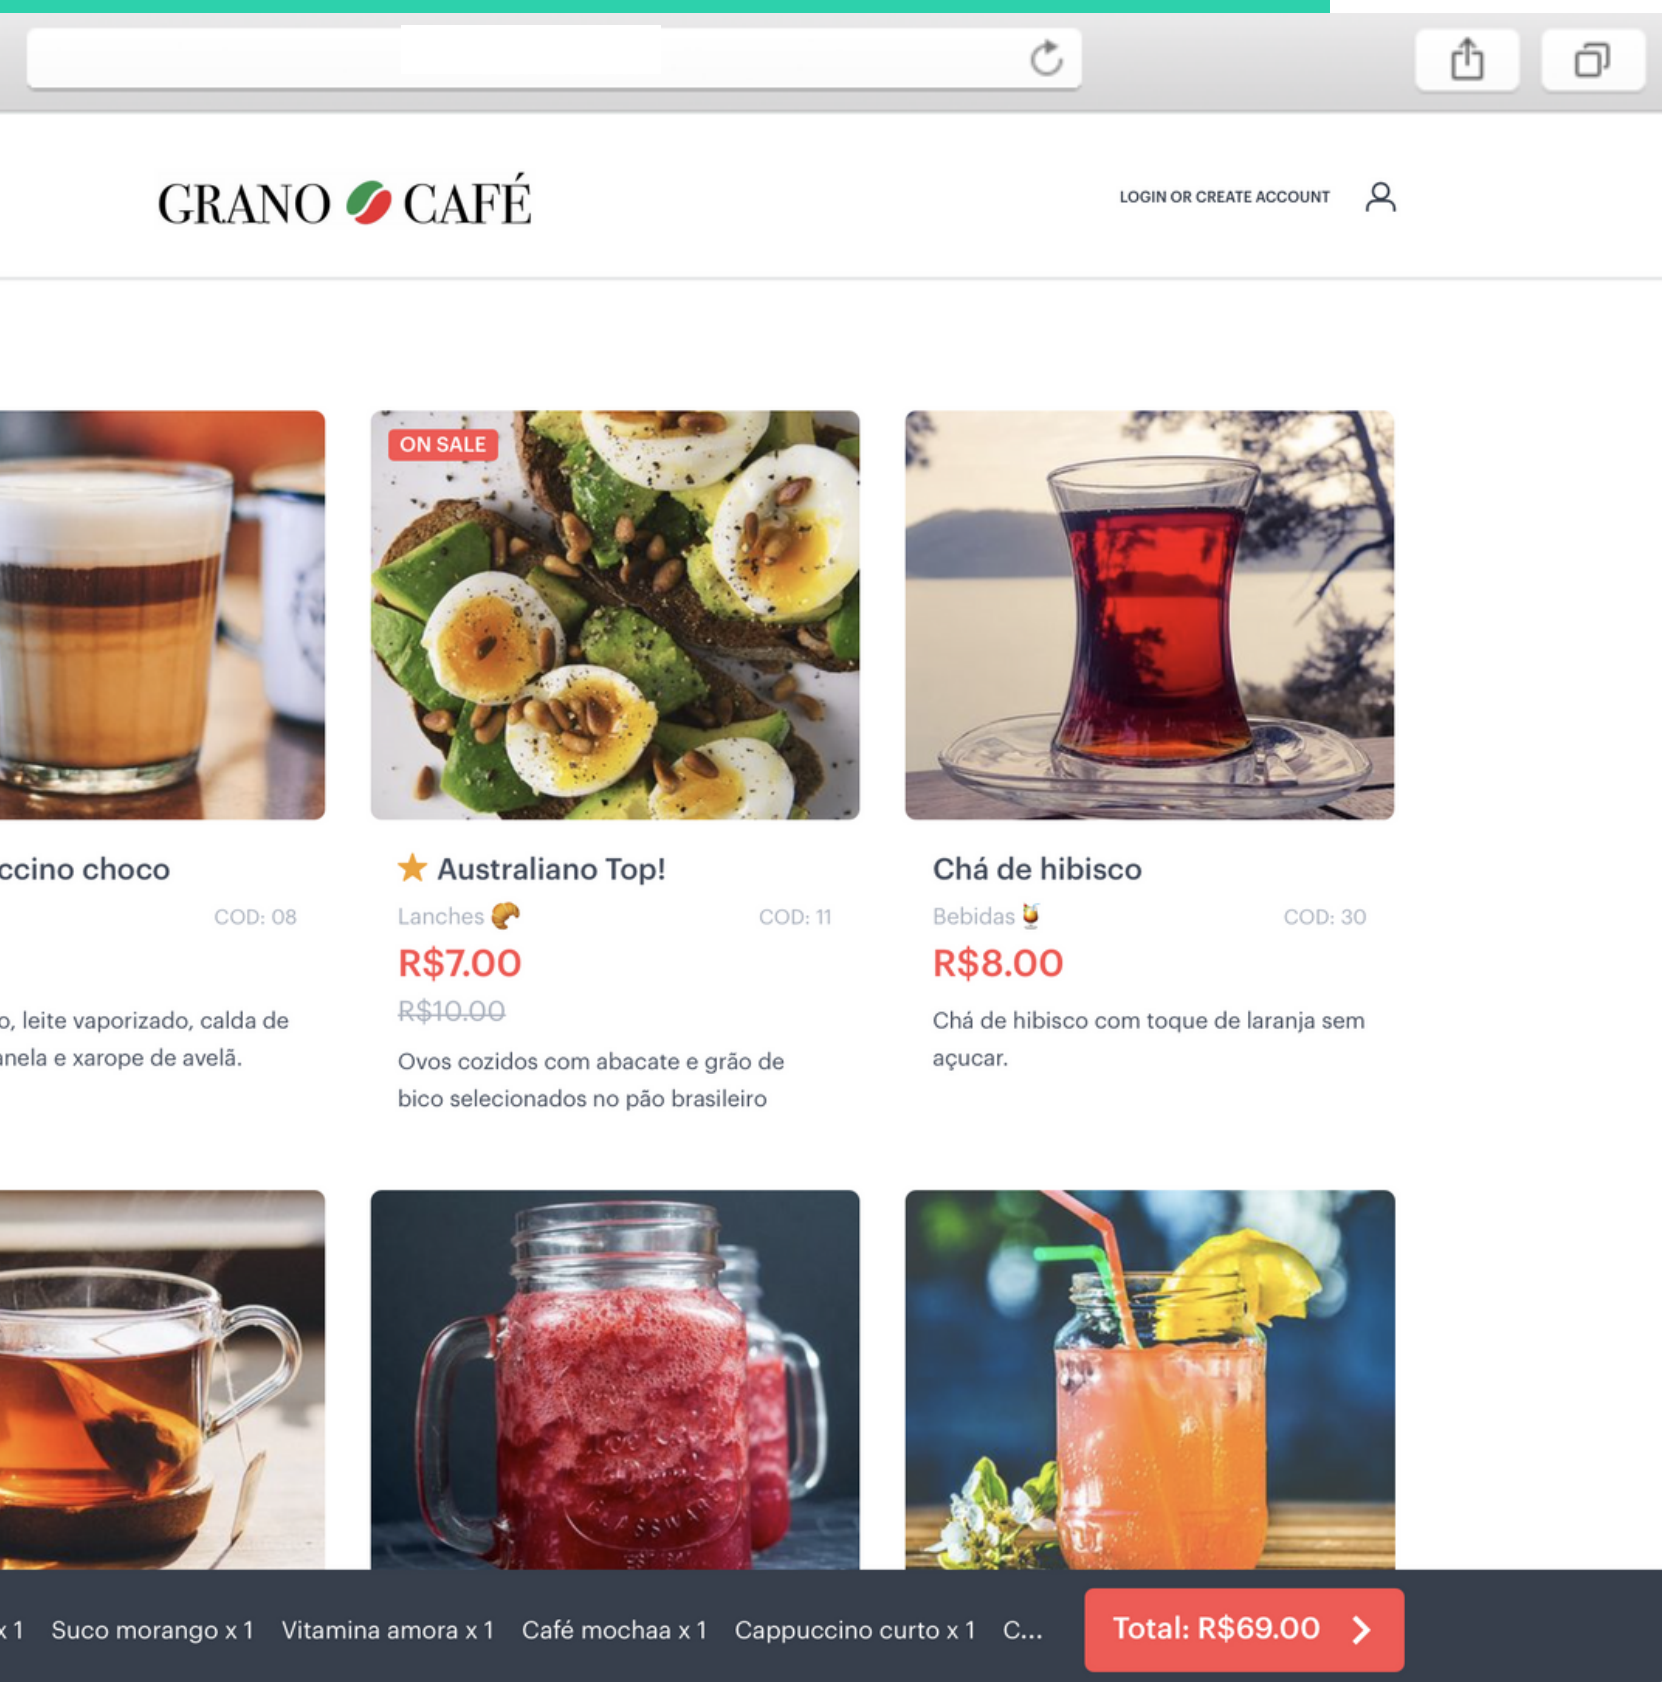 GRANO CAFÉ
LOGIN OR CREATE ACCOUNT
ON SALE
ccino choco
COD: 08
o, leite vaporizado, calda de
anela e xarope de avelã.
Australiano Top!
Lanches
COD: 11
R$7.00
R$10.00
Ovos cozidos com abacate e grão de
bico selecionados no pão brasileiro
Chá de hibisco
Bebidas
COD: 30
R$8.00
Chá de hibisco com toque de laranja sem
açucar.
x 1 Suco morango x 1 Vitamina amora x 1 Café mochaa x 1 Cappuccino curto x 1 C...
Total: R$69.00